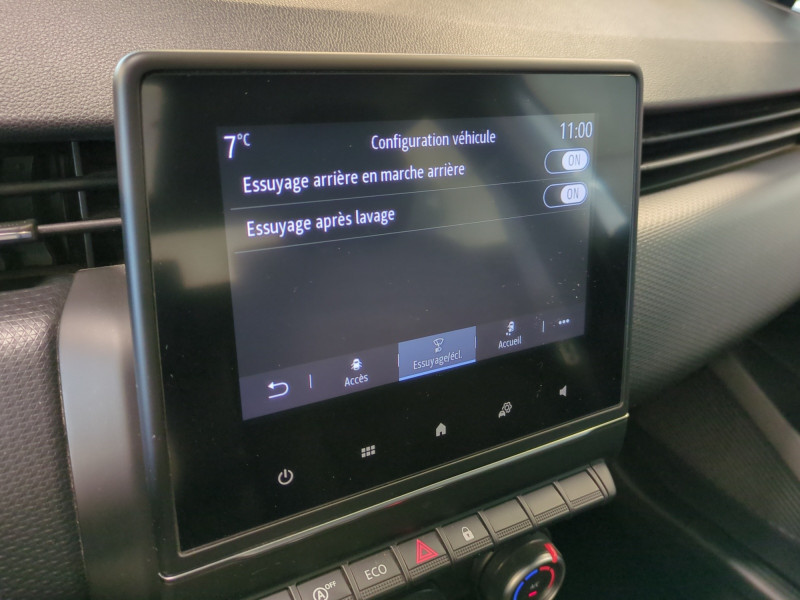 7°C
Configuration véhicule
11:00
Essuyage arrière en marche arrière
ON
Essuyage après lavage
ON
Accès
Essuyage/écl.
Accueil
...
A OFF
ECO